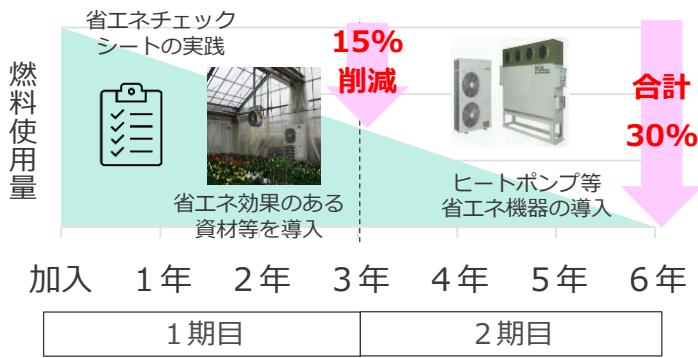 省エネチェック
シートの実践
15%
削減
合計
30%
燃料使用量
省エネ効果のある
資材等を導入
ヒートポンプ等
省エネ機器の導入
加入 1年 2年 3年 4年 5年 6年
1期目 2期目